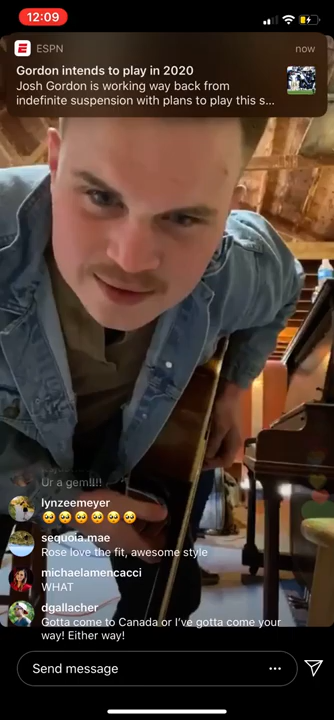 12:09
ESPN
now
Gordon intends to play in 2020
Josh Gordon is working way back from
indefinite suspension with plans to play this s...
Ur a gem!!!!
lynzeemeyer
🥺🥺🥺🥺🥺🥺
sequoia.mae
Rose love the fit, awesome style
michaelamencacci
WHAT
dgallacher
Gotta come to Canada or I've gotta come your
way! Either way!
Send message